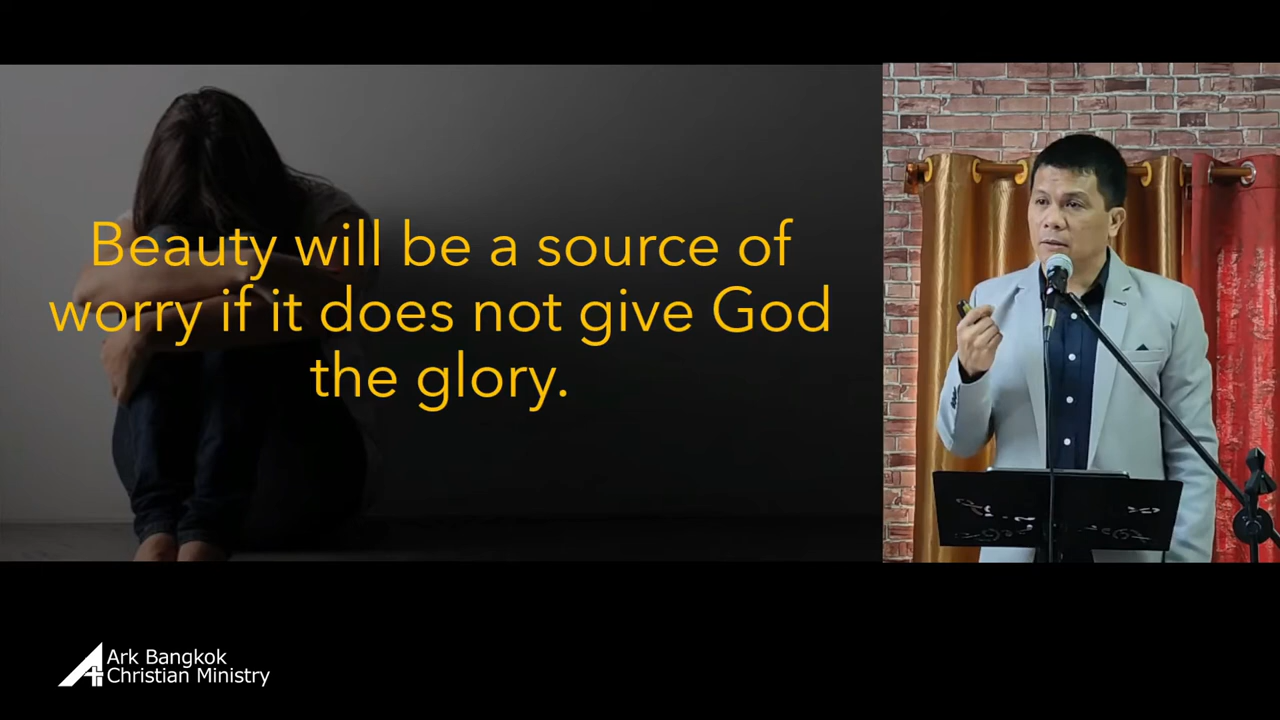 Beauty will be a source of
worry if it does not give God
the glory.
Ark Bangkok
Christian Ministry